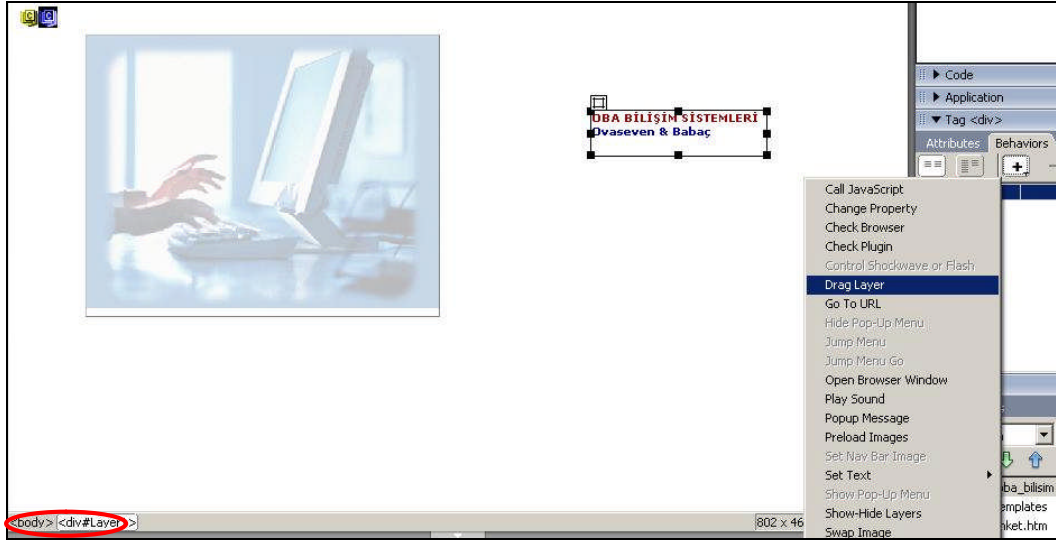 C C
OBA BİLİŞİM SİSTEMLERİ
Ovaseven & Babaç
Code
Application
Tag <div>
Attributes Behaviors
Call JavaScript
Change Property
Check Browser
Check Plugin
Control Shockwave or Flash
Drag Layer
Go To URL
Hide Pop-Up Menu
Jump Menu
Jump Menu Go
Open Browser Window
Play Sound
Popup Message
Preload Images
Set Nav Bar Image
Set Text
Show Pop-Up Menu
Show-Hide Layers
Swap Image
ba_bilisim
emplates
nket.htm
<body> <div#Layer >
802 x 46